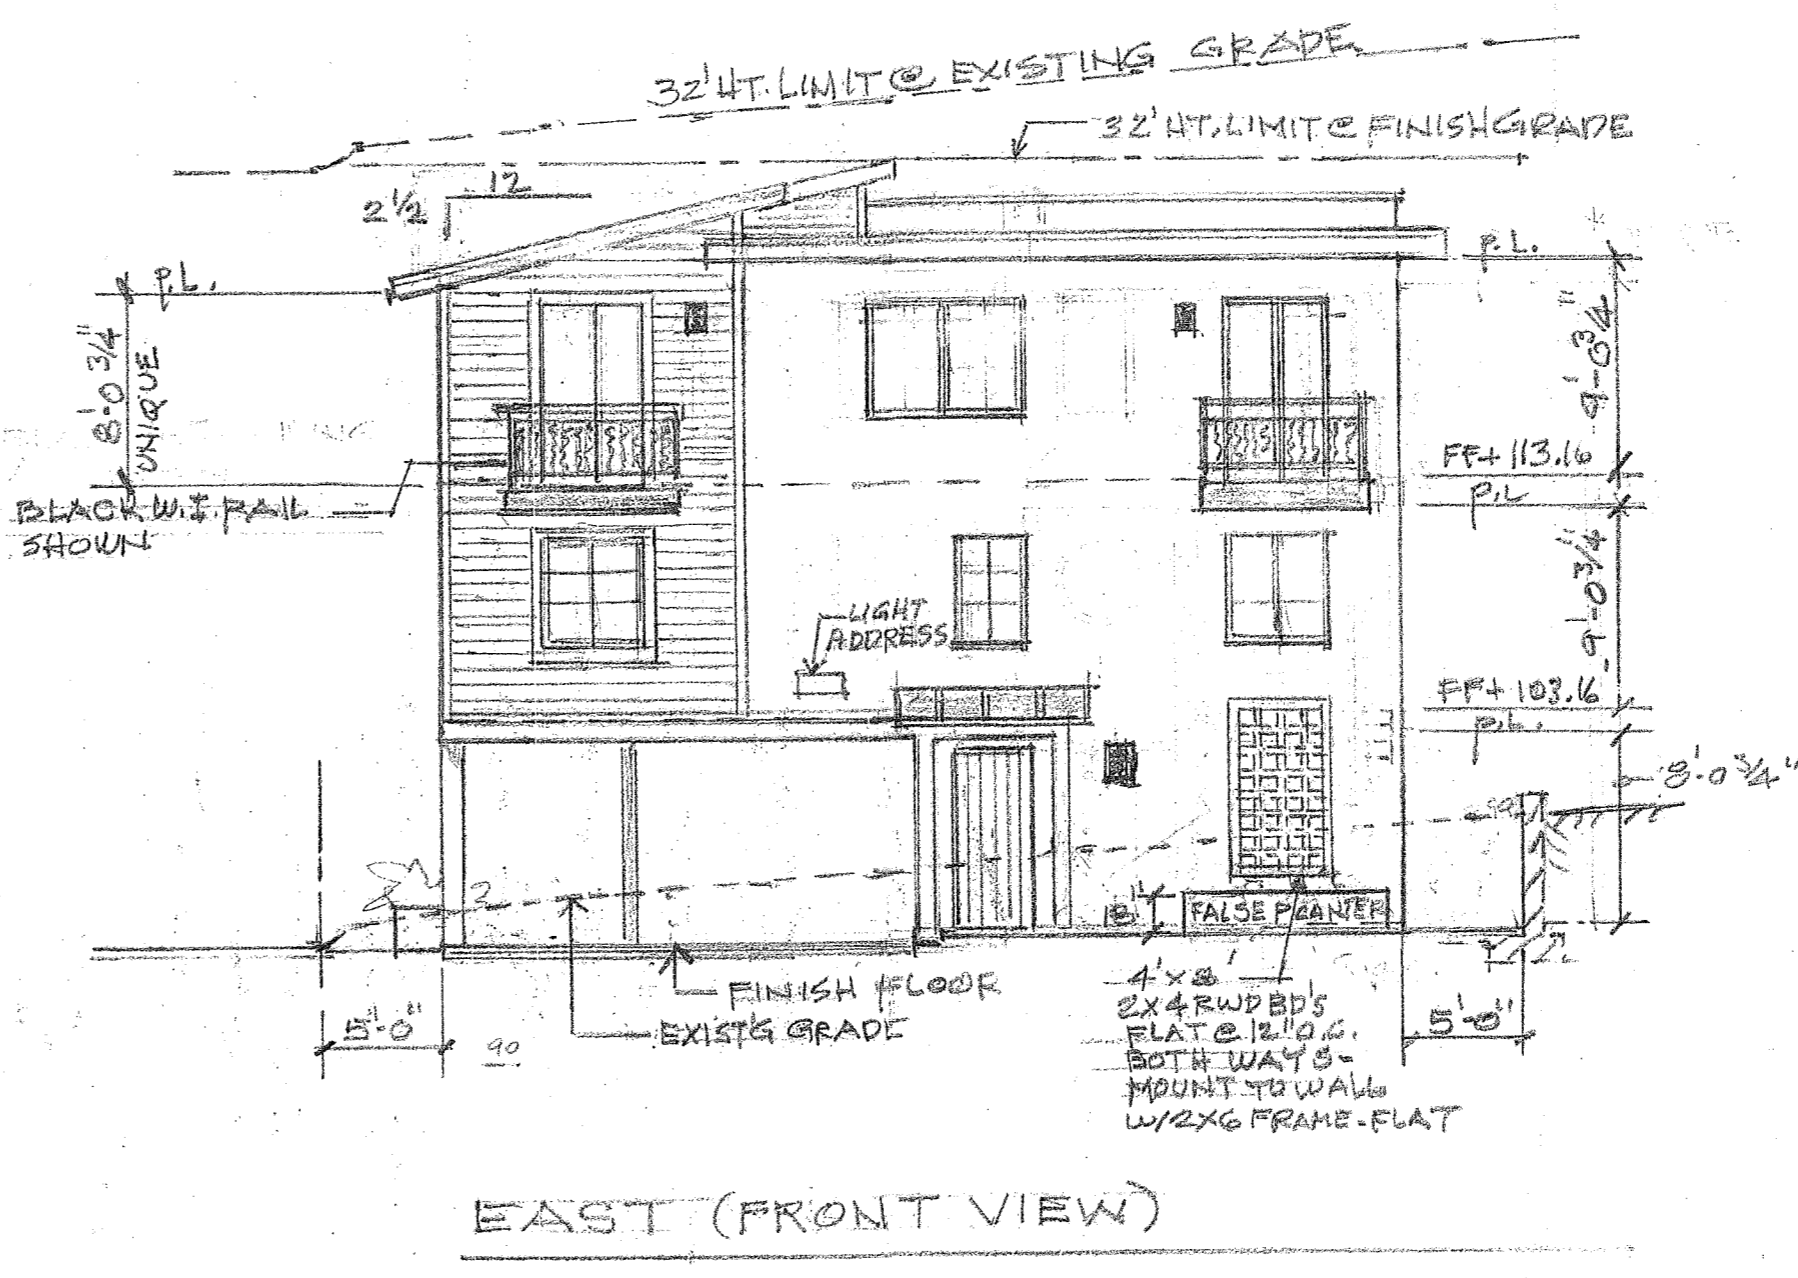 32' HT. LIMIT @ EXISTING GRADE
32' HT. LIMIT @ FINISH GRADE
12
2 1/2
P.L.
P.L.
8'-0 3/4"
UNIQUE
9'-0 3/4"
FF+ 113.16
P.L
BLACK W.I. RAIL
SHOWN
9'-0 3/4"
LIGHT
ADDRESS
FF+ 103.16
P.L.
8'-0 3/4"
18"
FALSE PLANTER
FINISH FLOOR
EXIST'G GRADE
5'-0"
90
4' x 8'
2X4 RWD BD'S
FLAT @ 12" O.C.
BOTH WAYS-
MOUNT TO WALL
W/2X6 FRAME-FLAT
5'-0"
EAST (FRONT VIEW)